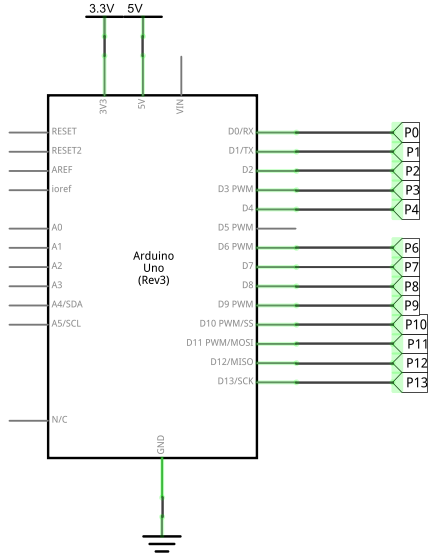 3.3V 5V
3V3
5V
VIN
RESET
RESET2
AREF
ioref
A0
A1
A2
A3
A4/SDA
A5/SCL
N/C
Arduino
Uno
(Rev3)
D0/RX
D1/TX
D2
D3 PWM
D4
D5 PWM
D6 PWM
D7
D8
D9 PWM
D10 PWM/SS
D11 PWM/MOSI
D12/MISO
D13/SCK
P0
P1
P2
P3
P4
P6
P7
P8
P9
P10
P11
P12
P13
GND